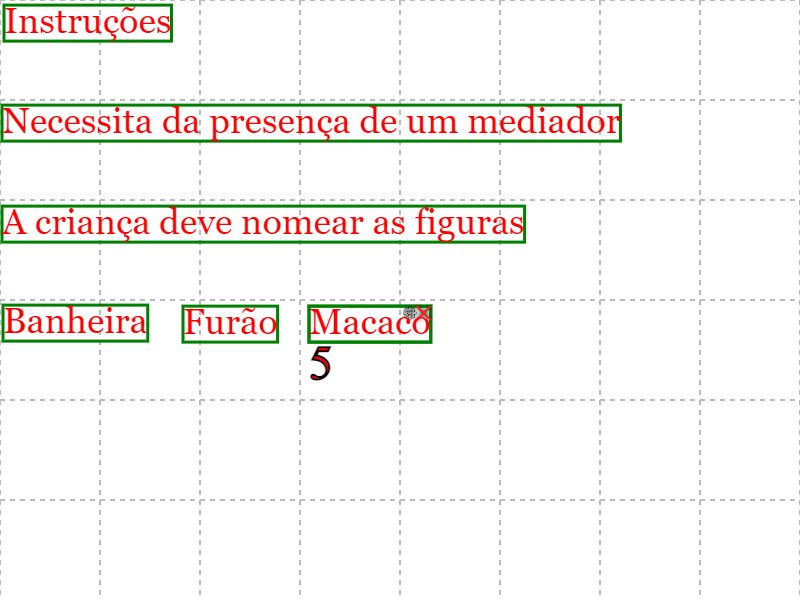 Instruções
Necessita da presença de um mediador
A criança deve nomear as figuras
Banheira Furão Macaco
5